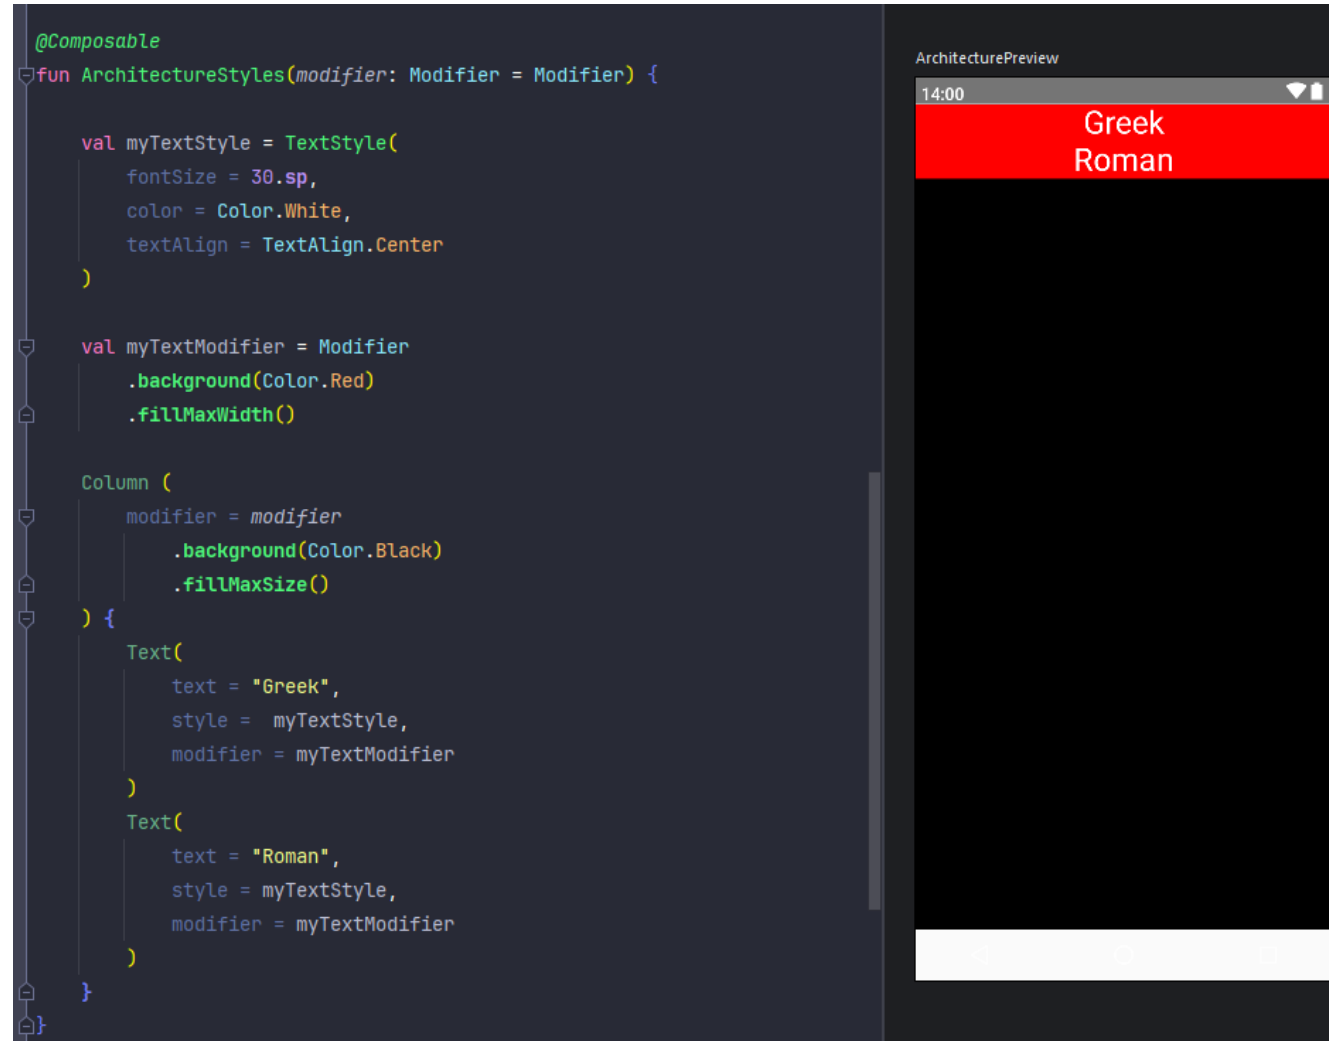 @Composable
fun ArchitectureStyles(modifier: Modifier = Modifier) {
val myTextStyle = TextStyle(
fontSize = 30.sp,
color = Color.White,
textAlign = TextAlign.Center
)
val myTextModifier = Modifier
.background(Color.Red)
.fillMaxWidth()
Column (
modifier = modifier
.background(Color.Black)
.fillMaxSize()
) {
Text(
text = "Greek",
style =  myTextStyle,
modifier = myTextModifier
)
Text(
text = "Roman",
style = myTextStyle,
modifier = myTextModifier
)
}
}
ArchitecturePreview
14:00
Greek
Roman